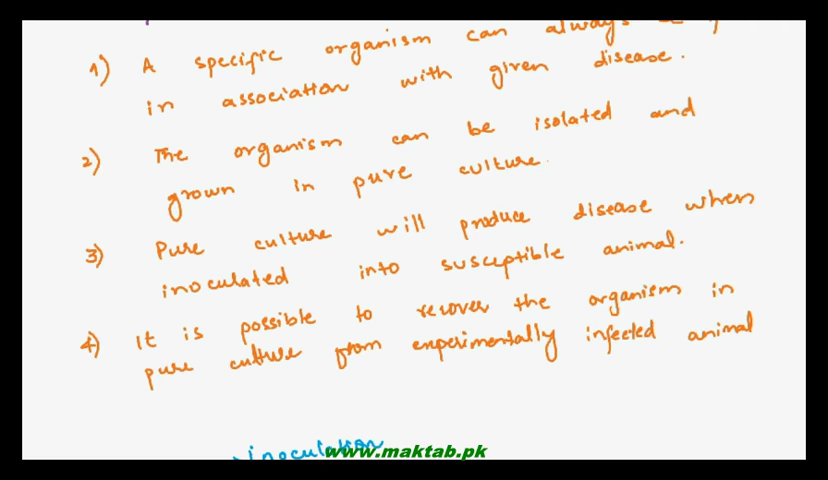 1) A specific organism can always
in association with given disease.
2) The organism can be isolated and
grown in pure culture.
3) Pure culture will produce disease when
inoculated into susceptible animal.
4) It is possible to recover the organism in
pure culture from experimentally infected animal
inoculation
www.maktab.pk